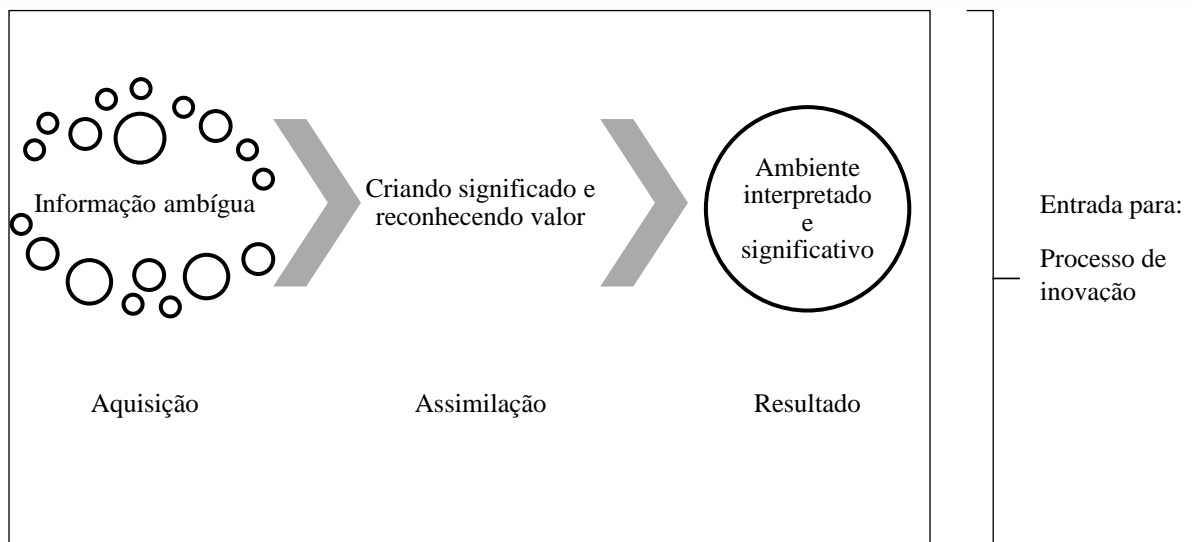 Informação ambígua
Criando significado e
reconhecendo valor
Ambiente
interpretado
e
significativo
Aquisição
Assimilação
Resultado
Entrada para:
Processo de
inovação